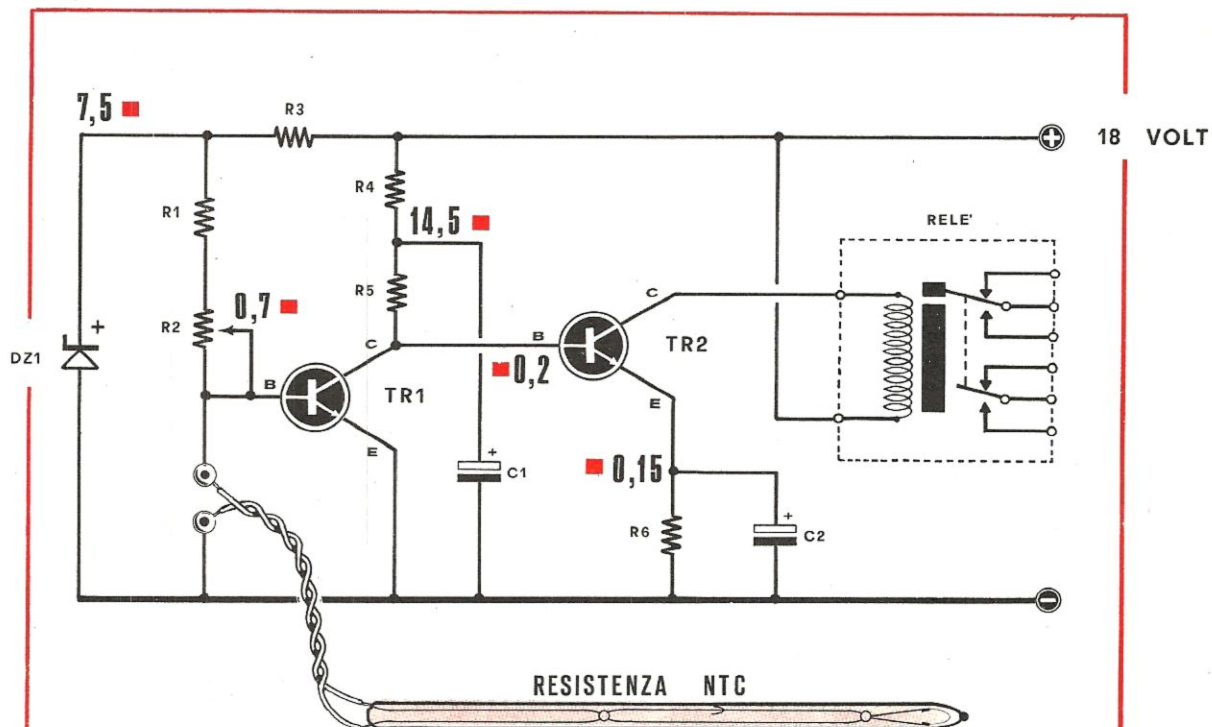 7,5
R3
18 VOLT
R4
R1
14,5
RELE'
R5
C
0,7
R2
C
B
TR2
DZ1
+
B
TR1
0,2
E
E
+
C1
0,15
R6
+
C2
RESISTENZA NTC